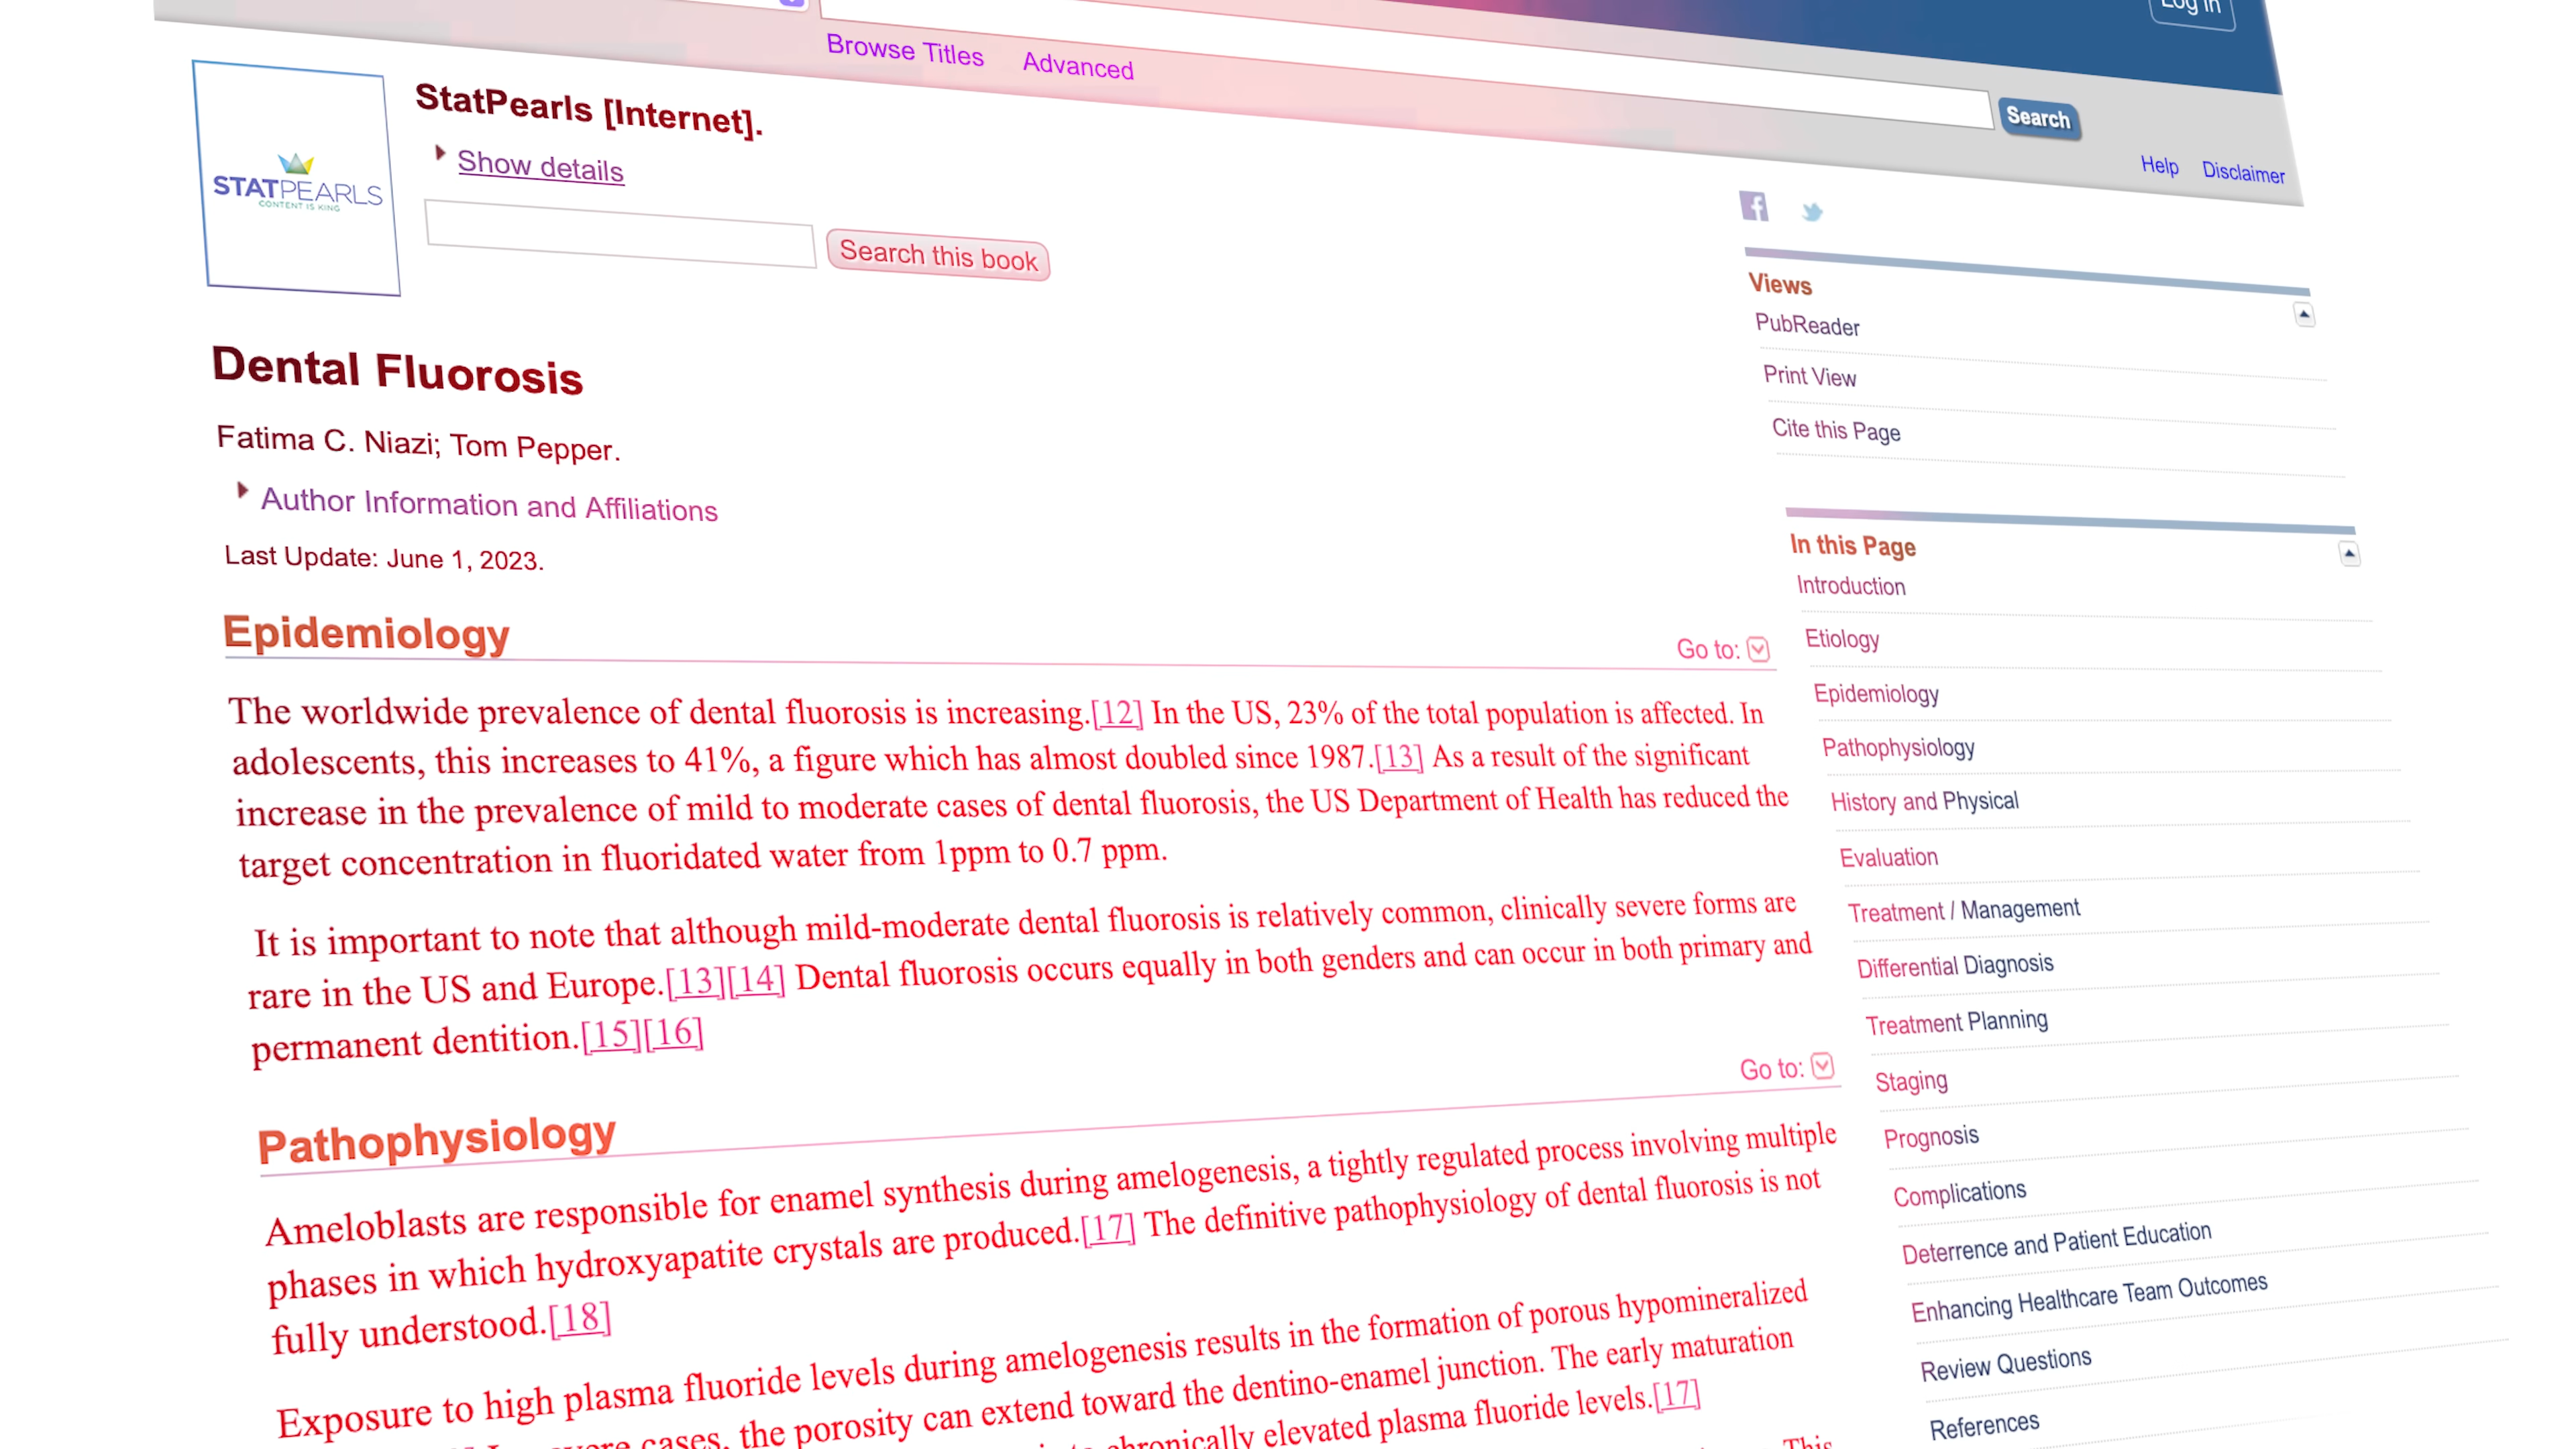 Log in
Browse Titles Advanced
Search
Help Disclaimer
STATPEARLS
CONTENT IS KING
StatPearls [Internet].
Show details
Search this book
Dental Fluorosis
Fatima C. Niazi; Tom Pepper.
Author Information and Affiliations
Last Update: June 1, 2023.
Epidemiology
Go to:
The worldwide prevalence of dental fluorosis is increasing.[12] In the US, 23% of the total population is affected. In
adolescents, this increases to 41%, a figure which has almost doubled since 1987.[13] As a result of the significant
increase in the prevalence of mild to moderate cases of dental fluorosis, the US Department of Health has reduced the
target concentration in fluoridated water from 1ppm to 0.7 ppm.
It is important to note that although mild-moderate dental fluorosis is relatively common, clinically severe forms are
rare in the US and Europe.[13][14] Dental fluorosis occurs equally in both genders and can occur in both primary and
permanent dentition.[15][16]
Go to:
Pathophysiology
Ameloblasts are responsible for enamel synthesis during amelogenesis, a tightly regulated process involving multiple
phases in which hydroxyapatite crystals are produced.[17] The definitive pathophysiology of dental fluorosis is not
fully understood.[18]
Exposure to high plasma fluoride levels during amelogenesis results in the formation of porous hypomineralized
cases, the porosity can extend toward the dentino-enamel junction. The early maturation
chronically elevated plasma fluoride levels.[17]
This
Views
PubReader
Print View
Cite this Page
In this Page
Introduction
Etiology
Epidemiology
Pathophysiology
History and Physical
Evaluation
Treatment / Management
Differential Diagnosis
Treatment Planning
Staging
Prognosis
Complications
Deterrence and Patient Education
Enhancing Healthcare Team Outcomes
Review Questions
References